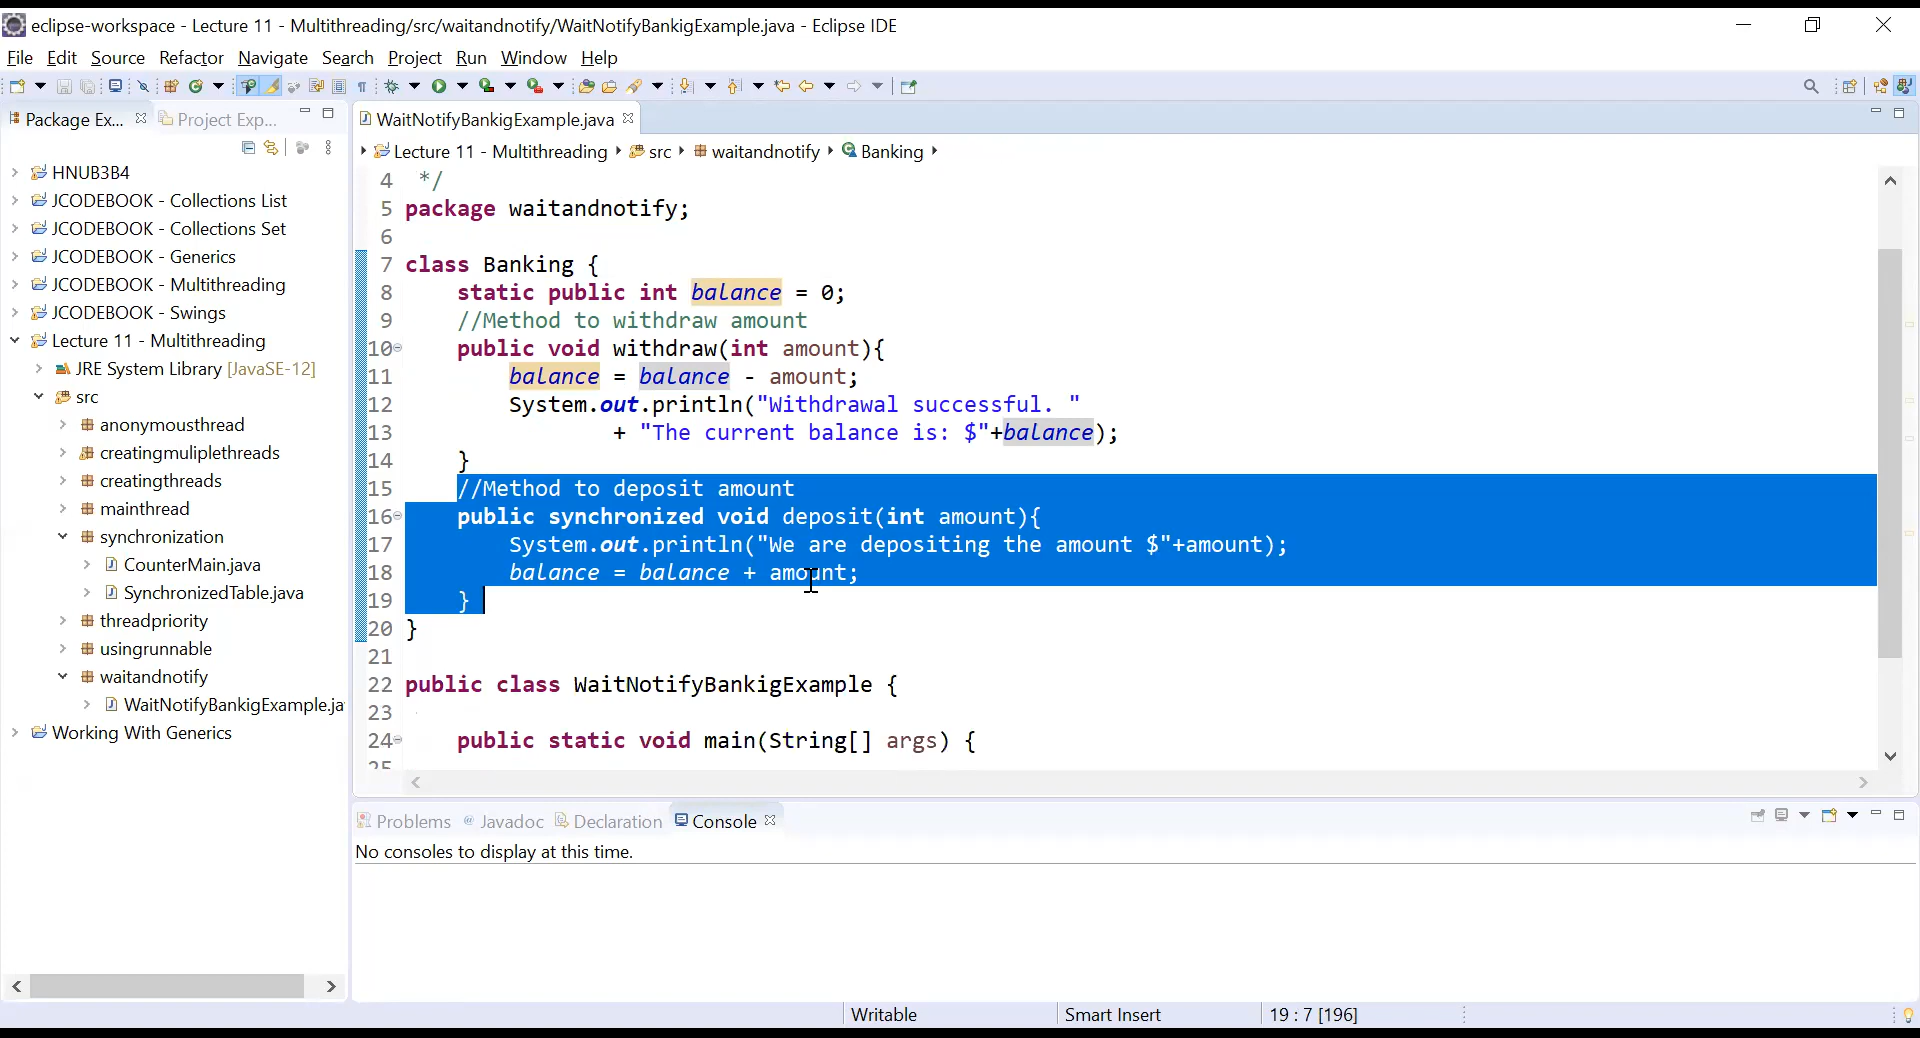 eclipse-workspace - Lecture 11 - Multithreading/src/waitandnotify/WaitNotifyBankigExample.java - Eclipse IDE
File Edit Source Refactor Navigate Search Project Run Window Help
Package Ex... Project Exp...
HNUB3B4
JCODEBOOK - Collections List
JCODEBOOK - Collections Set
JCODEBOOK - Generics
JCODEBOOK - Multithreading
JCODEBOOK - Swings
Lecture 11 - Multithreading
JRE System Library [JavaSE-12]
src
anonymousthread
creatingmuliplethreads
creatingthreads
mainthread
synchronization
CounterMain.java
SynchronizedTable.java
threadpriority
usingrunnable
waitandnotify
WaitNotifyBankigExample.ja
Working With Generics
WaitNotifyBankigExample.java
Lecture 11 - Multithreading src waitandnotify Banking
4 */
5 package waitandnotify;
6
7 class Banking {
8 static public int balance = 0;
9 //Method to withdraw amount
10 public void withdraw(int amount){
11 balance = balance - amount;
12 System.out.println("Withdrawal successful. "
13 + "The current balance is: $"+balance);
14 }
15 //Method to deposit amount
16 public synchronized void deposit(int amount){
17 System.out.println("We are depositing the amount $"+amount);
18 balance = balance + amount;
19 }
20 }
21
22 public class WaitNotifyBankigExample {
23
24 public static void main(String[] args) {
25
Problems @ Javadoc Declaration Console
No consoles to display at this time.
Writable Smart Insert 19 : 7 [196]